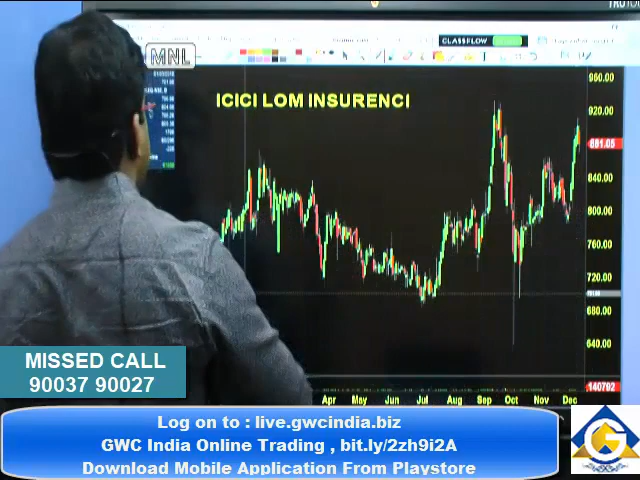 CLASSFLOW
MNL
ICICI LOM INSURENCI
960.00
920.00
881.05
840.00
800.00
760.00
720.00
680.00
640.00
140702
Apr May Jun Jul Aug Sep Oct Nov Dec
MISSED CALL
90037 90027
Log on to : live.gwcindia.biz
GWC India Online Trading , bit.ly/2zh9i2A
Download Mobile Application From Playstore